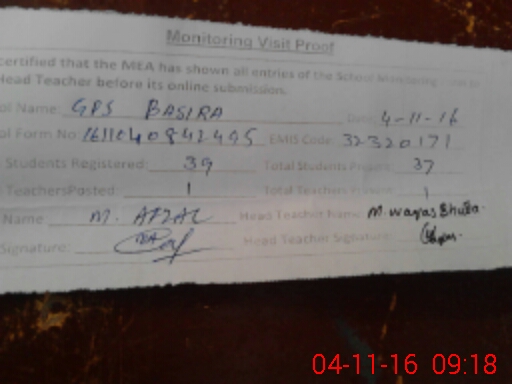 Monitoring Visit Proof
certified that the MEA has shown all entries of the School Monitoring
Head Teacher before its online submission.
ol Name: GPS BASIRA Date: 4-11-16
ol Form No: EMIS Code: 32320171
Students Registered: 39 Total Students Present: 37
TeachersPosted: 1 Total Teachers Present: 1
Name M. AFZAL Head Teacher Name: M. Waqas Bhutta
Signature: Head Teacher Signature:
04-11-16 09:18